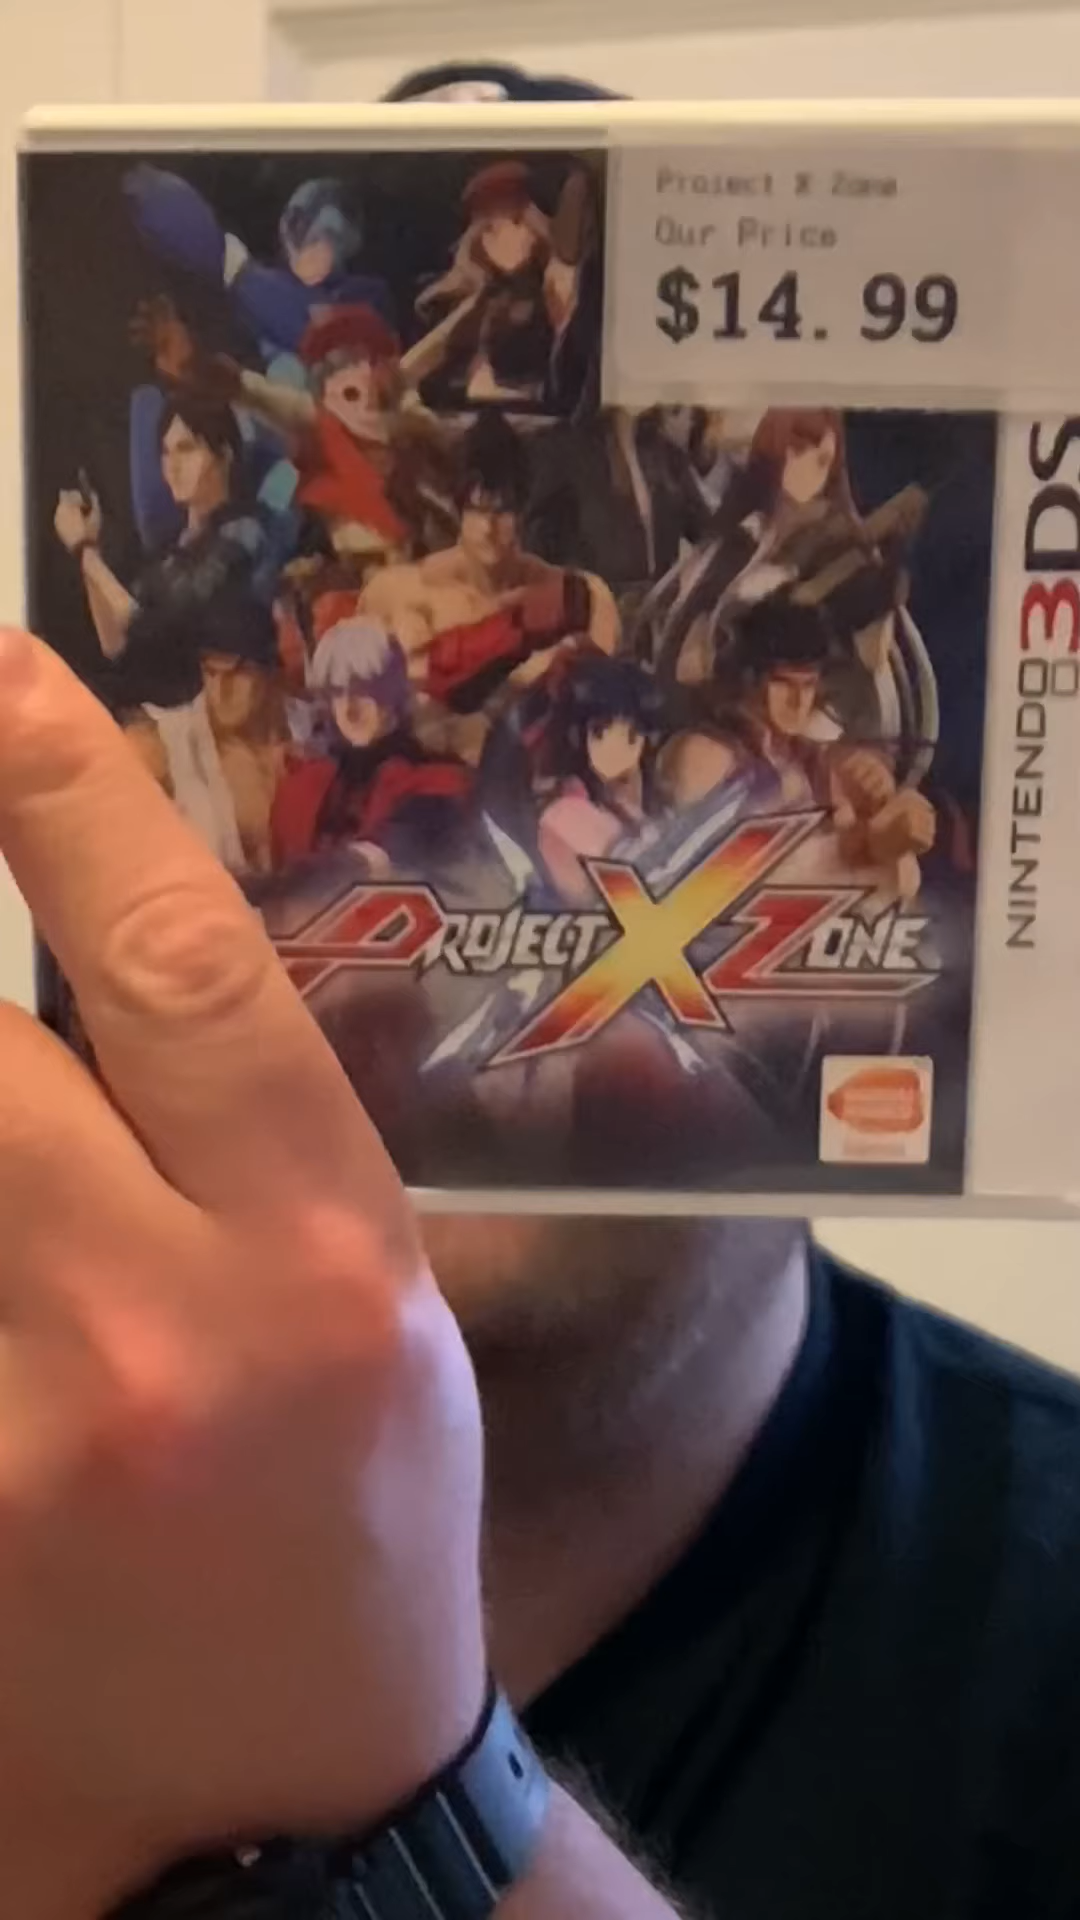 Project X Zone
Our Price
$14.99
NINTENDO 3DS
PROJECT X ZONE